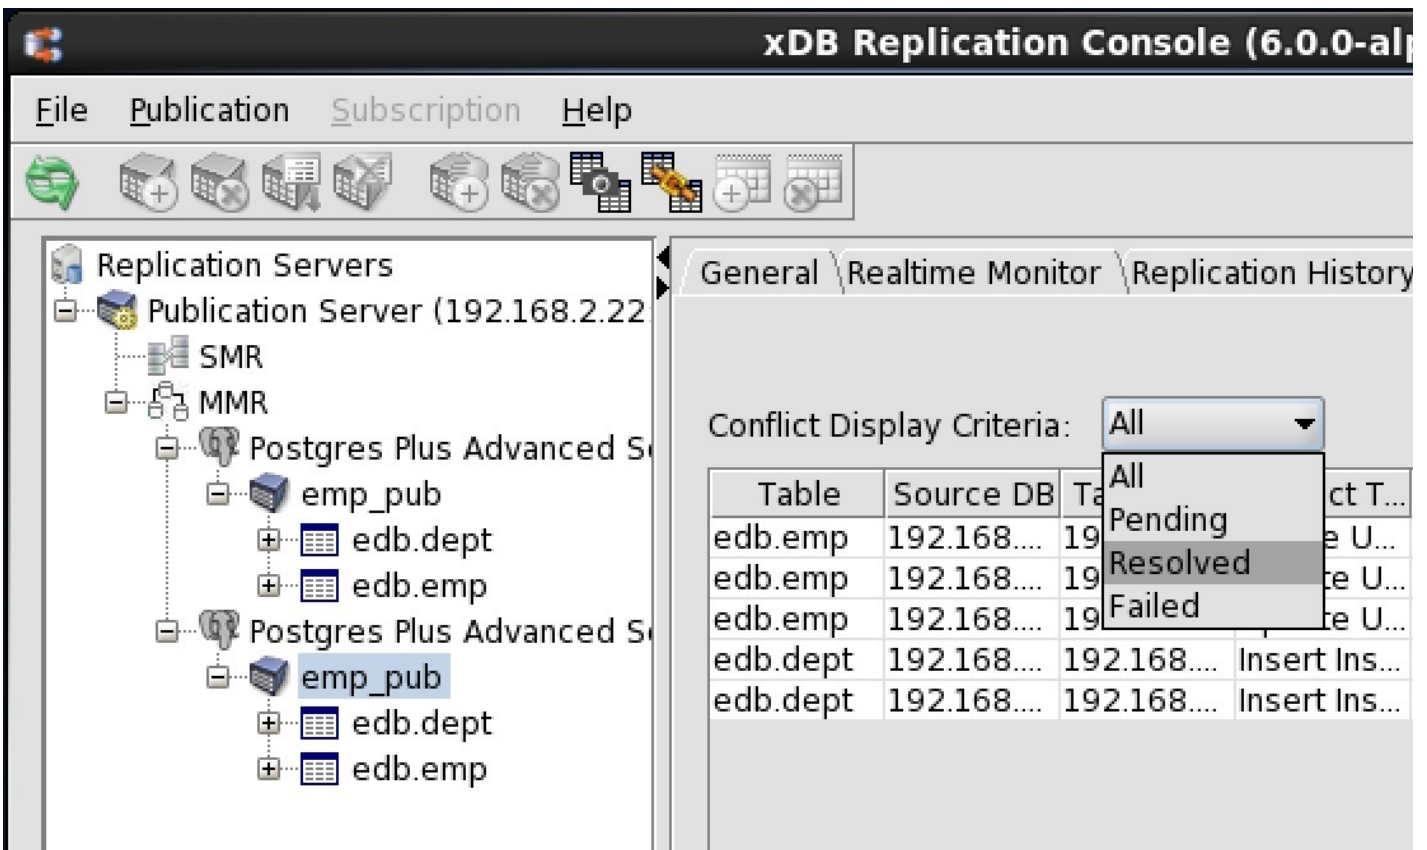 xDB Replication Console (6.0.0-alp
File Publication Subscription Help
Replication Servers
Publication Server (192.168.2.22
SMR
MMR
Postgres Plus Advanced S
emp_pub
edb.dept
edb.emp
Postgres Plus Advanced S
emp_pub
edb.dept
edb.emp
General Realtime Monitor Replication History
Conflict Display Criteria: All
All
Pending
Resolved
Failed
Table Source DB Ta ct T...
edb.emp 192.168.... 19 e U...
edb.emp 192.168.... 19 te U...
edb.emp 192.168.... 19 te U...
edb.dept 192.168.... 192.168.... Insert Ins...
edb.dept 192.168.... 192.168.... Insert Ins...